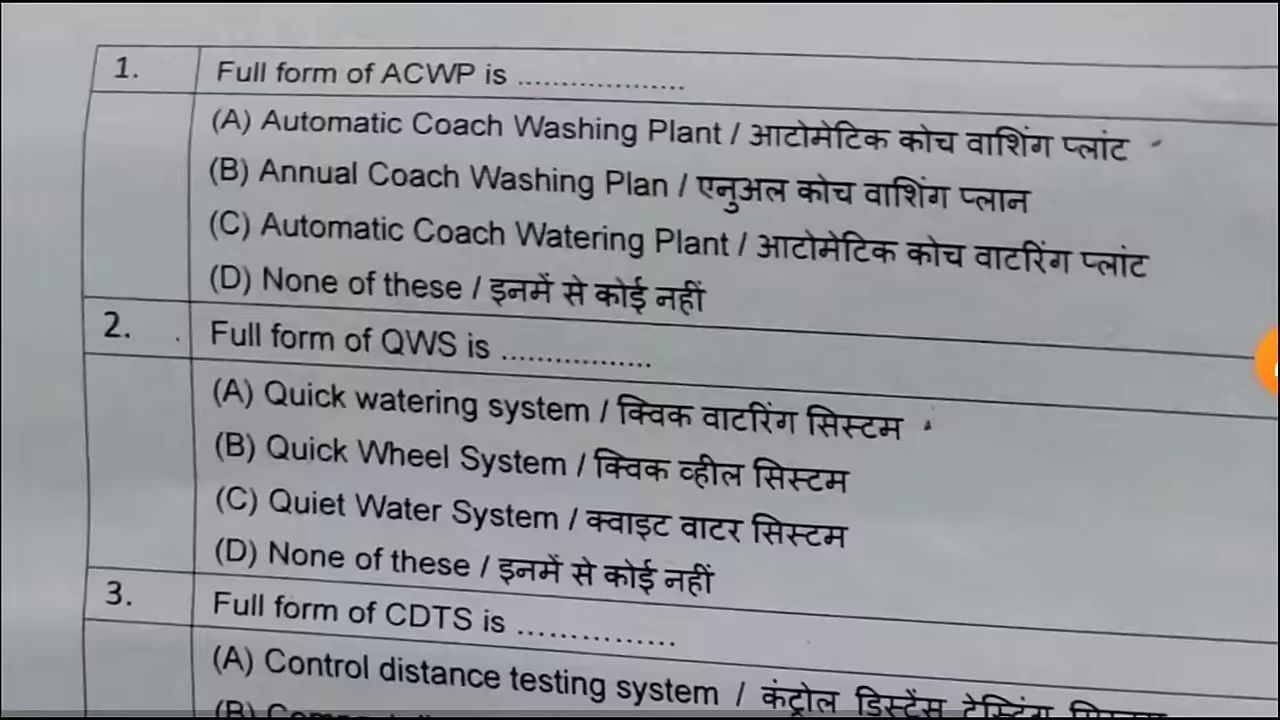 1. Full form of ACWP is ...................
(A) Automatic Coach Washing Plant / आटोमेटिक कोच वाशिंग प्लांट
(B) Annual Coach Washing Plan / एनुअल कोच वाशिंग प्लान
(C) Automatic Coach Watering Plant / आटोमेटिक कोच वाटरिंग प्लांट
(D) None of these / इनमें से कोई नहीं
2. Full form of QWS is .................
(A) Quick watering system / क्विक वाटरिंग सिस्टम
(B) Quick Wheel System / क्विक व्हील सिस्टम
(C) Quiet Water System / क्वाइट वाटर सिस्टम
(D) None of these / इनमें से कोई नहीं
3. Full form of CDTS is ...............
(A) Control distance testing system / कंट्रोल डिस्टेंस टेस्टिंग
(B)